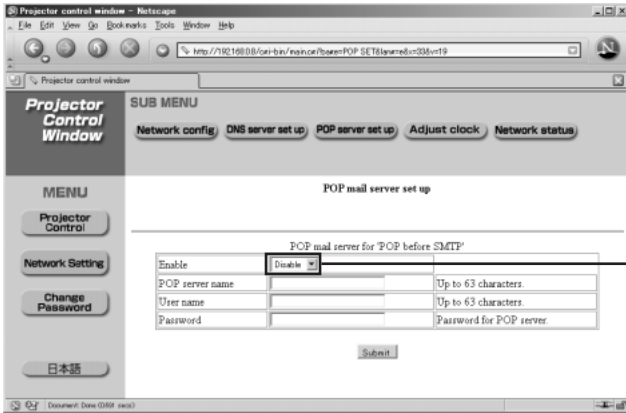 Projector control window - Netscape
File Edit View Go Bookmarks Tools Window Help
Projector control window
Projector Control Window
SUB MENU
Network config DNS server set up POP server set up Adjust clock Network status
MENU
Projector Control
Network Setting
Change Password
日本語
POP mail server set up
POP mail server for 'POP before SMTP'
Enable Disable
POP server name Up to 63 characters.
User name Up to 63 characters.
Password Password for POP server.
Submit
Document: Done